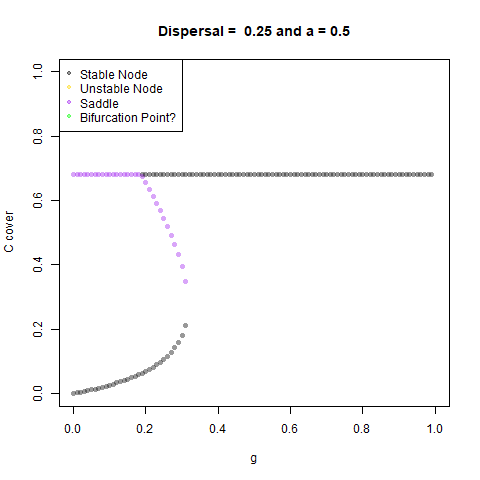 Dispersal =  0.25 and a = 0.5
Stable Node
Unstable Node
Saddle
Bifurcation Point?
C cover
1.0
0.8
0.6
0.4
0.2
0.0
0.0 0.2 0.4 0.6 0.8 1.0
g